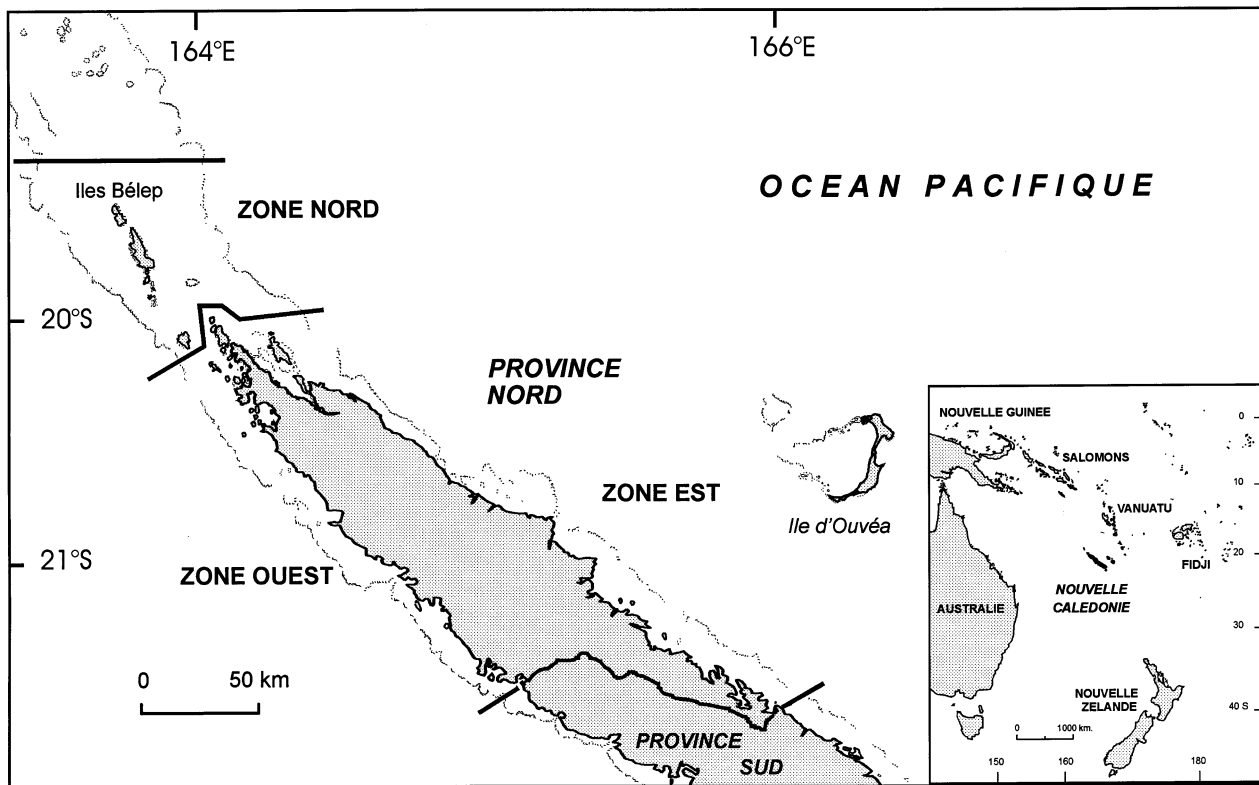 164°E
166°E
Iles Bélep
ZONE NORD
OCEAN PACIFIQUE
20°S
PROVINCE
NORD
ZONE EST
Ile d'Ouvéa
21°S
ZONE OUEST
0 50 km
PROVINCE
SUD
NOUVELLE GUINEE
0
SALOMONS
10
VANUATU
20
FIDJI
NOUVELLE
CALEDONIE
AUSTRALIE
30
NOUVELLE
ZELANDE
40 S
0 1000 km.
150 160 180